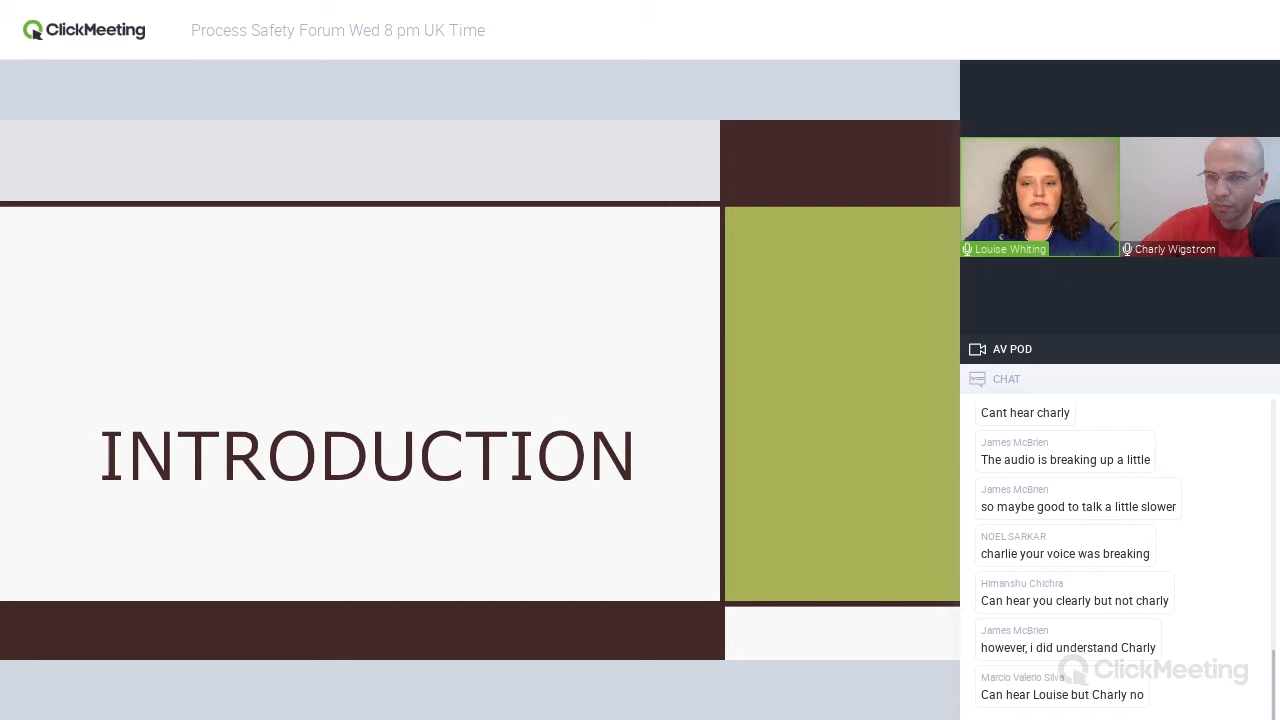 ClickMeeting
Process Safety Forum Wed 8 pm UK Time
INTRODUCTION
Louise Whiting
Charly Wigstrom
AV POD
CHAT
Cant hear charly
James McBrien
The audio is breaking up a little
James McBrien
so maybe good to talk a little slower
NOEL SARKAR
charlie your voice was breaking
Himanshu Chichra
Can hear you clearly but not charly
James McBrien
however, i did understand Charly
Marcio Valerio Silva
Can hear Louise but Charly no
ClickMeeting